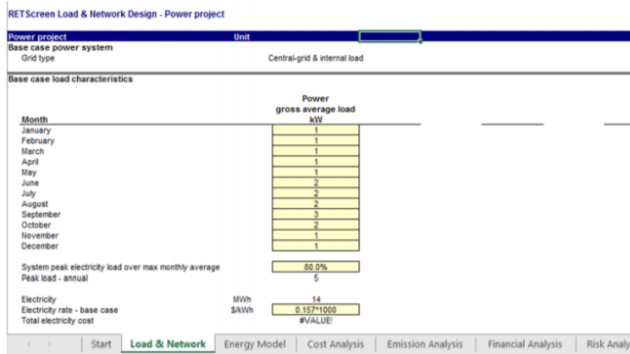 RETScreen Load & Network Design - Power project
Power project Unit
Base case power system
Grid type Central-grid & internal load
Base case load characteristics
Power
gross average load
Month kW
January 1
February 1
March 1
April 1
May 1
June 2
July 2
August 2
September 3
October 2
November 1
December 1
System peak electricity load over max monthly average 80.0%
Peak load - annual 5
Electricity MWh 14
Electricity rate - base case $/kWh 0.157*1000
Total electricity cost #VALUE!
Start Load & Network Energy Model Cost Analysis Emission Analysis Financial Analysis Risk Analy